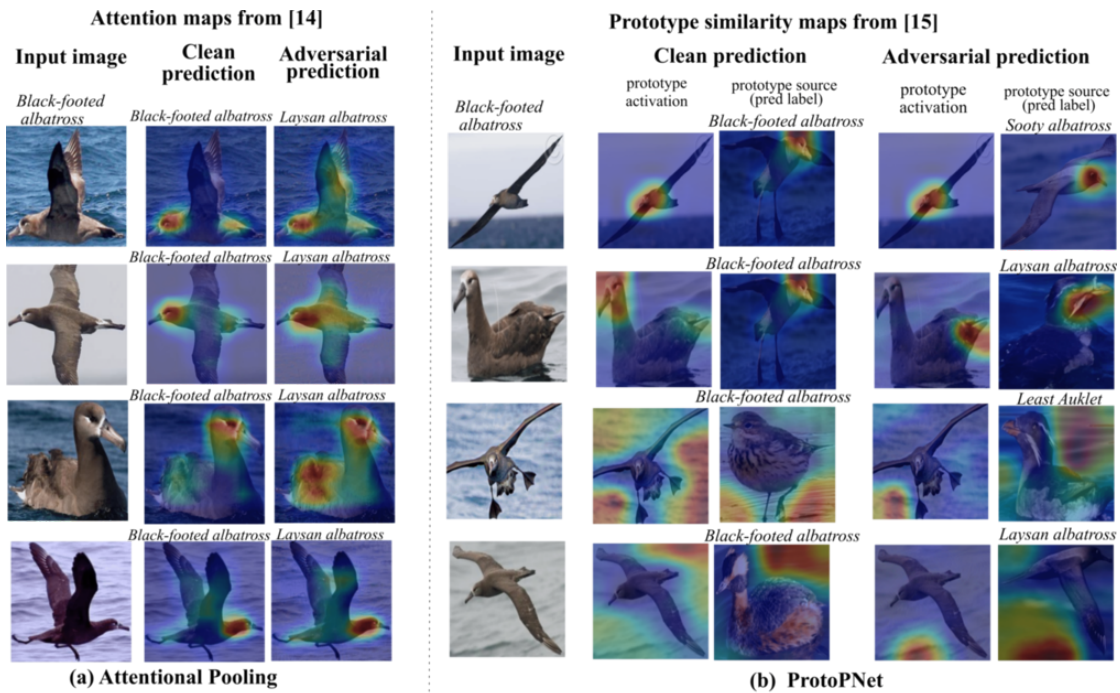 Attention maps from [14]
Input image
Clean
prediction
Adversarial
prediction
Black-footed
albatross
Black-footed albatross
Laysan albatross
Black-footed albatross
Laysan albatross
Black-footed albatross
Laysan albatross
Black-footed albatross
Laysan albatross
(a) Attentional Pooling
Prototype similarity maps from [15]
Input image
Clean prediction
Adversarial prediction
prototype
activation
prototype source
(pred label)
prototype
activation
prototype source
(pred label)
Black-footed
albatross
Black-footed albatross
Sooty albatross
Black-footed albatross
Laysan albatross
Black-footed albatross
Least Auklet
Black-footed albatross
Laysan albatross
(b) ProtoPNet